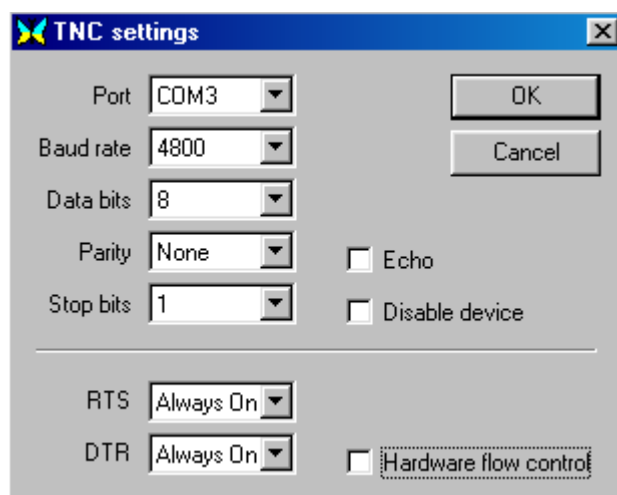 TNC settings
Port COM3 OK
Baud rate 4800 Cancel
Data bits 8
Parity None Echo
Stop bits 1 Disable device
RTS Always On
DTR Always On Hardware flow control